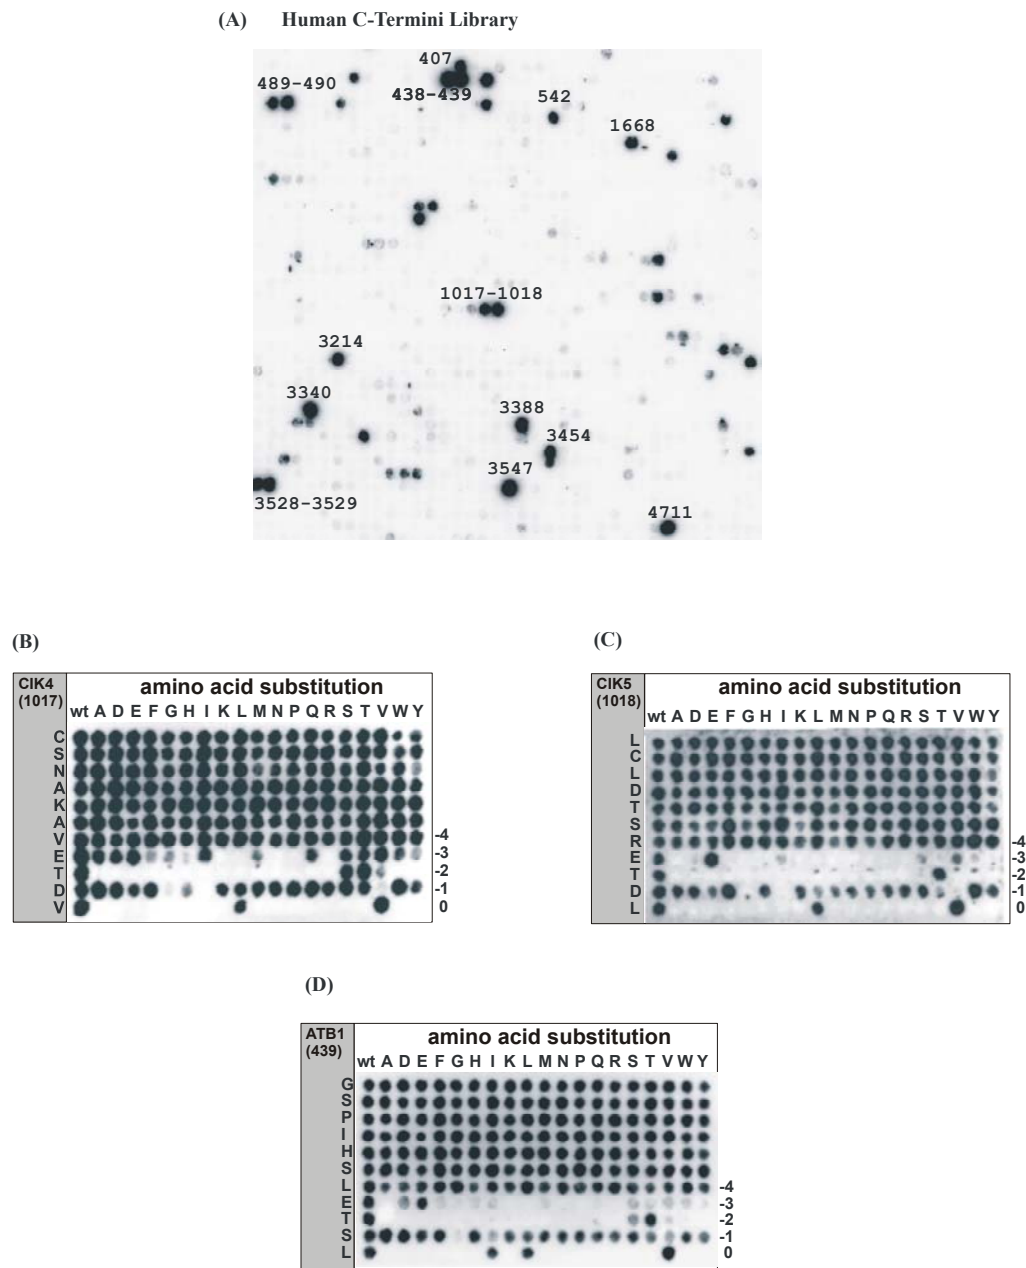 (A) Human C-Termini Library
407
489-490
438-439
542
1668
1017-1018
3214
3340
3388
3454
3547
3528-3529
4711
(B)
CIK4
(1017)
amino acid substitution
wt A D E F G H I K L M N P Q R S T V W Y
C
S
N
A
K
A
V -4
E -3
T -2
D -1
V 0
(C)
CIK5
(1018)
amino acid substitution
wt A D E F G H I K L M N P Q R S T V W Y
L
C
L
D
T
S
R -4
E -3
T -2
D -1
L 0
(D)
ATB1
(439)
amino acid substitution
wt A D E F G H I K L M N P Q R S T V W Y
G
S
P
I
H
S
L -4
E -3
T -2
S -1
L 0